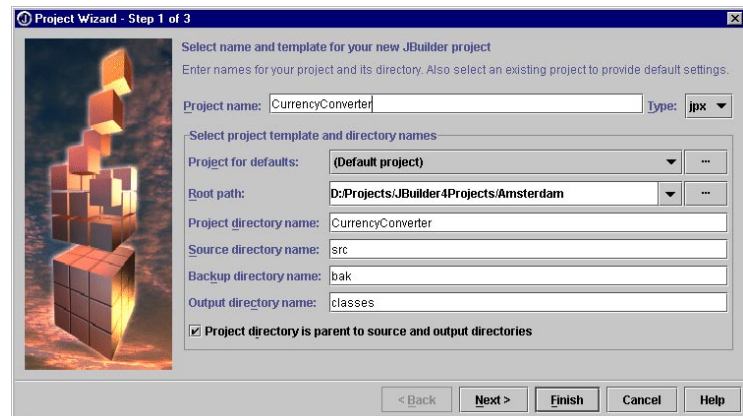 Project Wizard - Step 1 of 3
Select name and template for your new JBuilder project
Enter names for your project and its directory. Also select an existing project to provide default settings.
Project name: CurrencyConverter Type: jpx
Select project template and directory names
Project for defaults: (Default project) ...
Root path: D:/Projects/JBuilder4Projects/Amsterdam ...
Project directory name: CurrencyConverter
Source directory name: src
Backup directory name: bak
Output directory name: classes
Project directory is parent to source and output directories
< Back Next > Finish Cancel Help